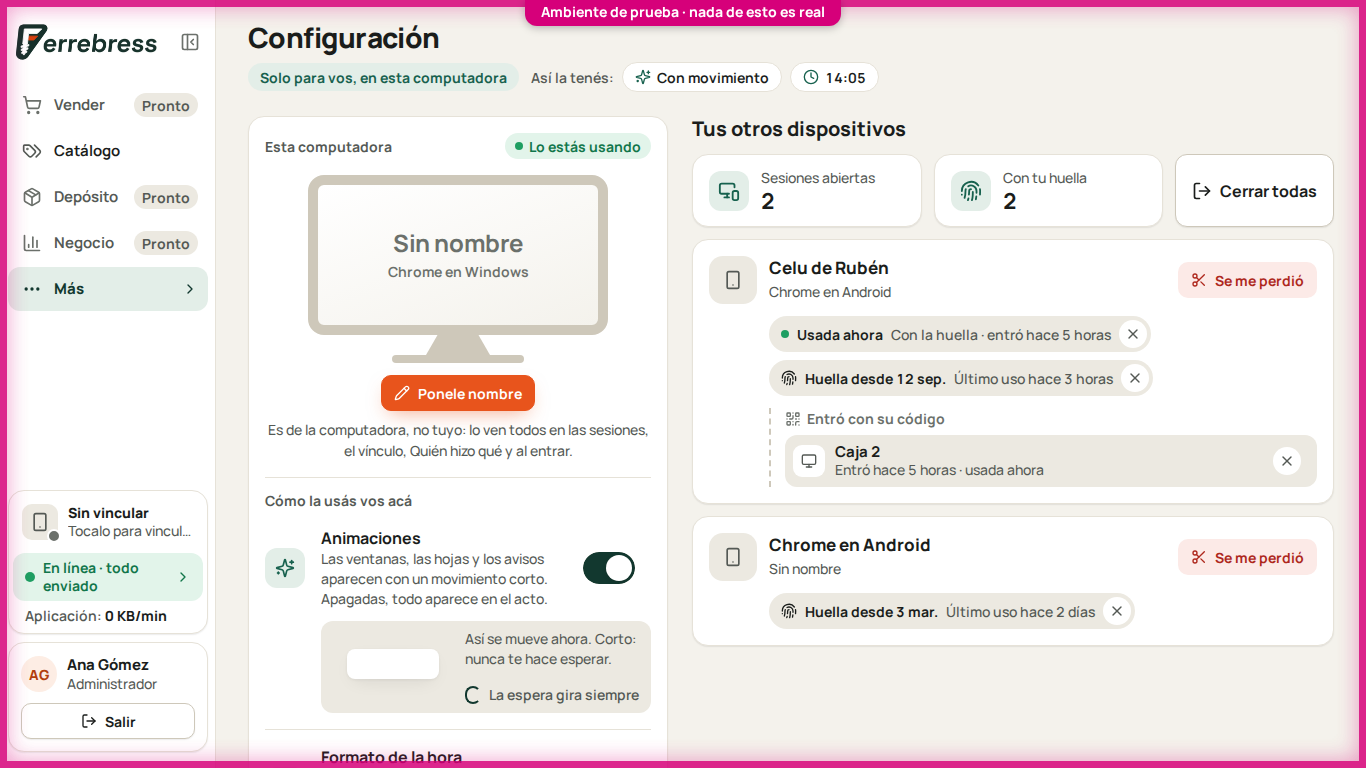 Ambiente de prueba · nada de esto es real
Ferrebress
Vender
Pronto
Catálogo
Depósito
Pronto
Negocio
Pronto
Más
Sin vincular
Tocalo para vincul...
En línea · todo
enviado
Aplicación: 0 KB/min
AG
Ana Gómez
Administrador
Salir
Configuración
Solo para vos, en esta computadora
Así la tenés:
Con movimiento
14:05
Esta computadora
Lo estás usando
Sin nombre
Chrome en Windows
Ponele nombre
Es de la computadora, no tuyo: lo ven todos en las sesiones,
el vínculo, Quién hizo qué y al entrar.
Cómo la usás vos acá
Animaciones
Las ventanas, las hojas y los avisos
aparecen con un movimiento corto.
Apagadas, todo aparece en el acto.
Así se mueve ahora. Corto:
nunca te hace esperar.
La espera gira siempre
Formato de la hora
Tus otros dispositivos
Sesiones abiertas
2
Con tu huella
2
Cerrar todas
Celu de Rubén
Chrome en Android
Se me perdió
Usada ahora Con la huella · entró hace 5 horas
Huella desde 12 sep. Último uso hace 3 horas
Entró con su código
Caja 2
Entró hace 5 horas · usada ahora
Chrome en Android
Sin nombre
Se me perdió
Huella desde 3 mar. Último uso hace 2 días